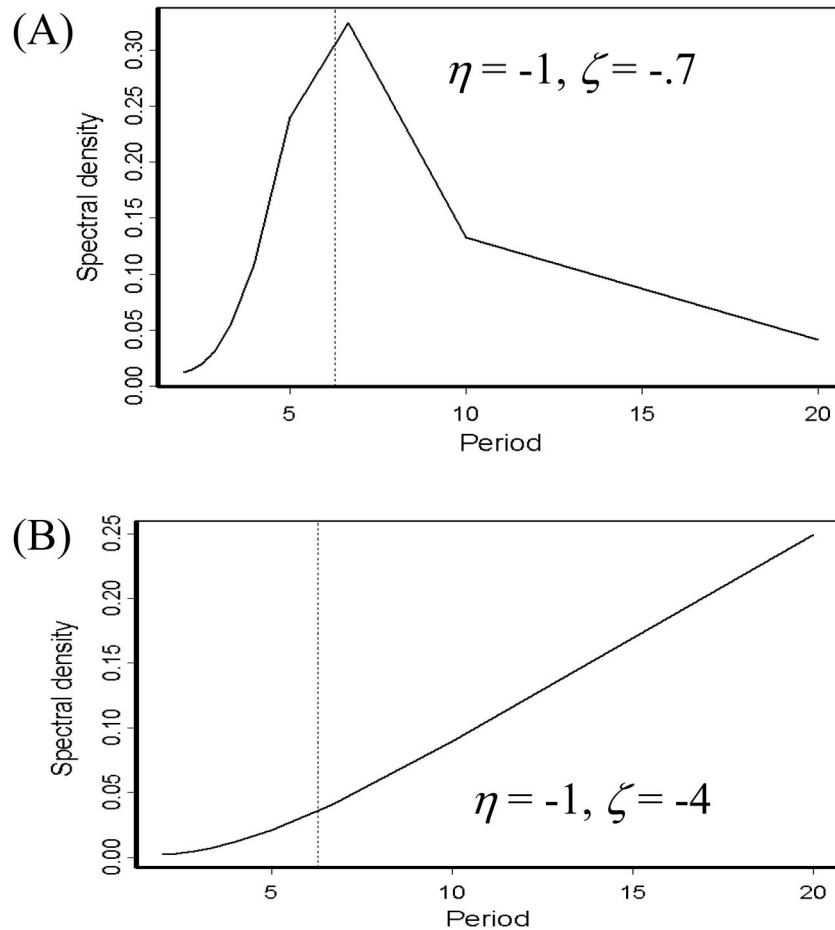 (A)
η = -1, ζ = -.7
Spectral density
0.00 0.05 0.10 0.15 0.20 0.25 0.30
5 10 15 20
Period
(B)
η = -1, ζ = -4
Spectral density
0.00 0.05 0.10 0.15 0.20 0.25
5 10 15 20
Period